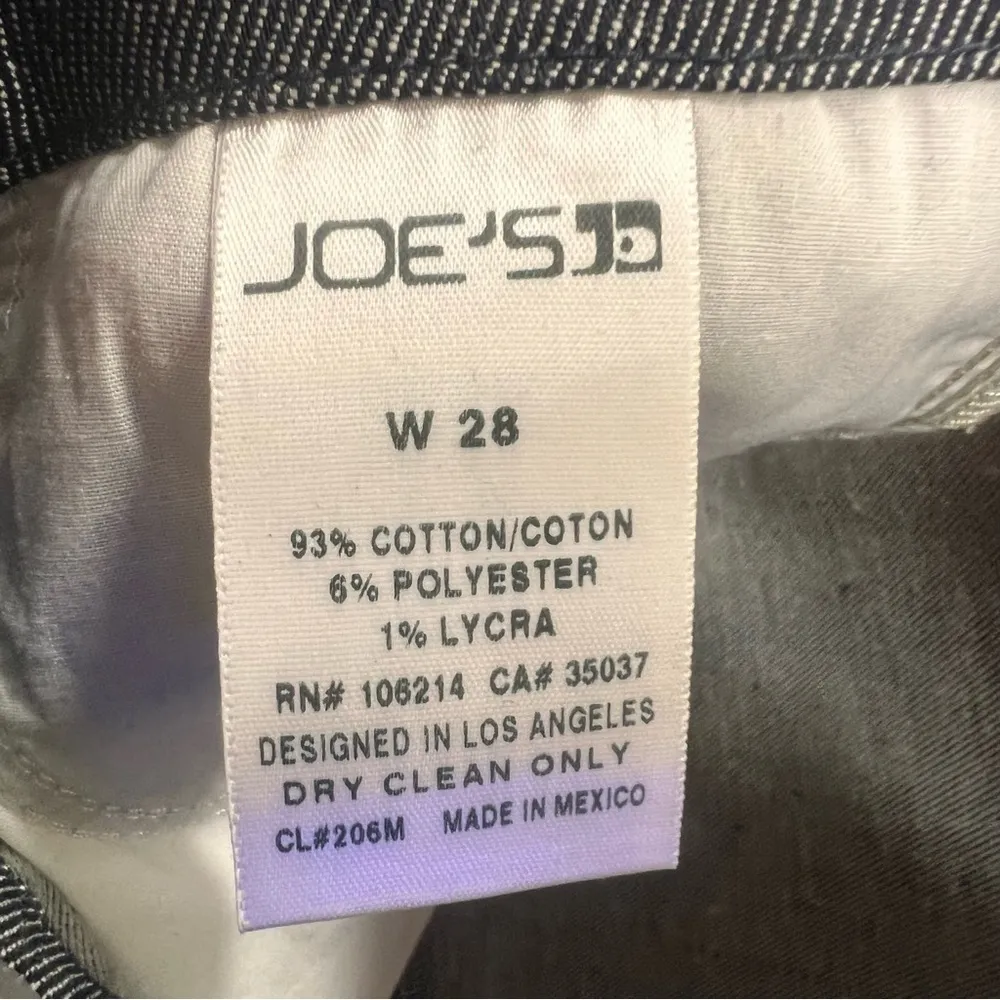 JOE'S
W 28
93% COTTON/COTON
6% POLYESTER
1% LYCRA
RN# 106214 CA# 35037
DESIGNED IN LOS ANGELES
DRY CLEAN ONLY
CL#206M MADE IN MEXICO